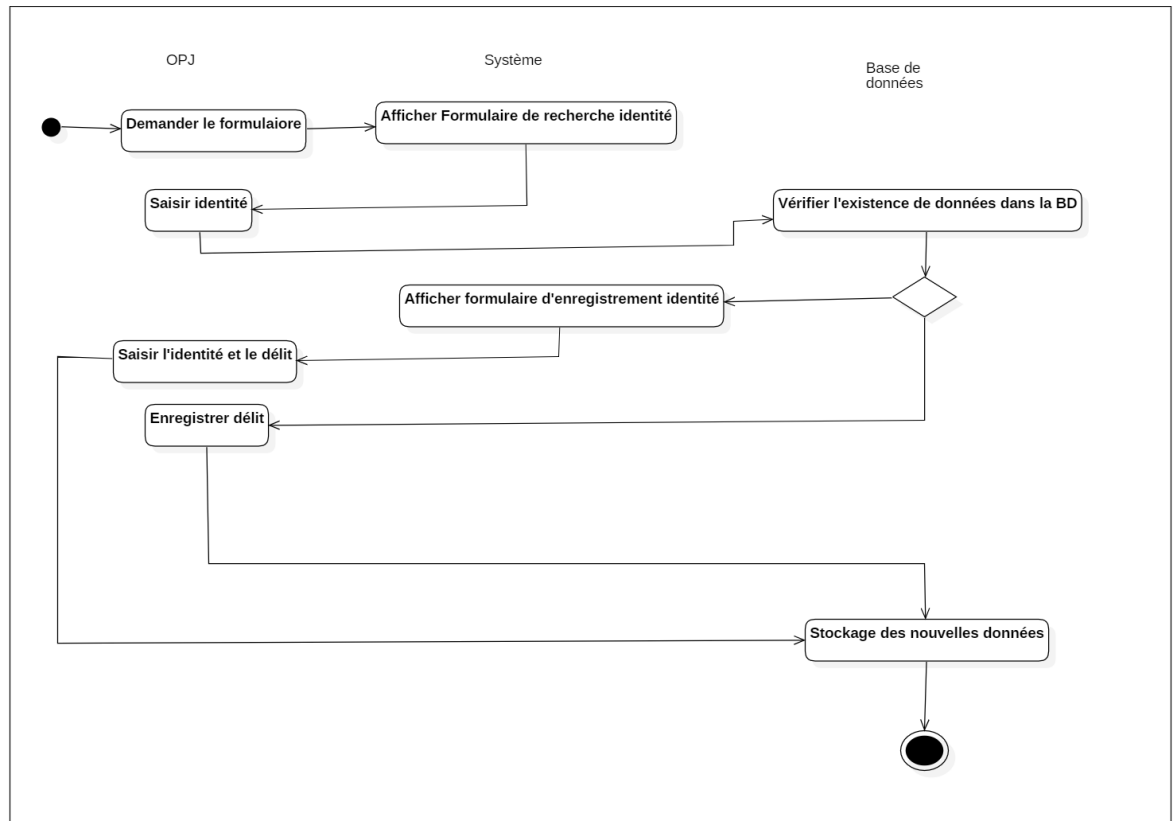 OPJ
Système
Base de
données
Demander le formulaiore
Afficher Formulaire de recherche identité
Saisir identité
Vérifier l'existence de données dans la BD
Afficher formulaire d'enregistrement identité
Saisir l'identité et le délit
Enregistrer délit
Stockage des nouvelles données